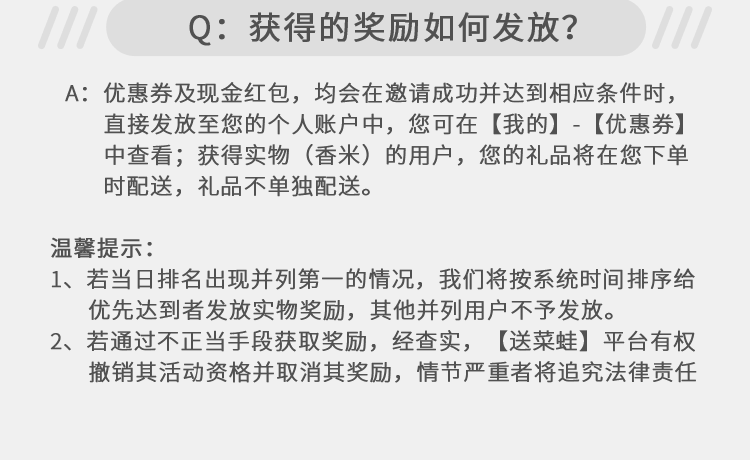 Q：获得的奖励如何发放？
A：优惠券及现金红包，均会在邀请成功并达到相应条件时，
直接发放至您的个人账户中，您可在【我的】-【优惠券】
中查看；获得实物（香米）的用户，您的礼品将在您下单
时配送，礼品不单独配送。
温馨提示：
1、若当日排名出现并列第一的情况，我们将按系统时间排序给
优先达到者发放实物奖励，其他并列用户不予发放。
2、若通过不正当手段获取奖励，经查实，【送菜蛙】平台有权
撤销其活动资格并取消其奖励，情节严重者将追究法律责任